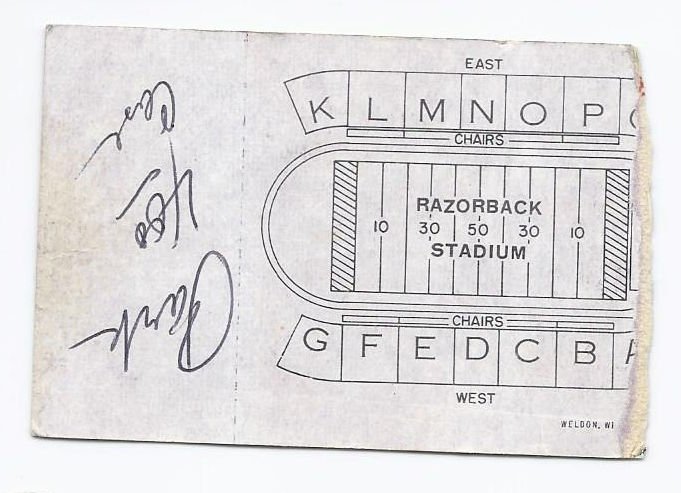 EAST
K L M N O P
CHAIRS
RAZORBACK
10 30 50 30 10
STADIUM
CHAIRS
G F E D C B
WEST
WELDON, WI